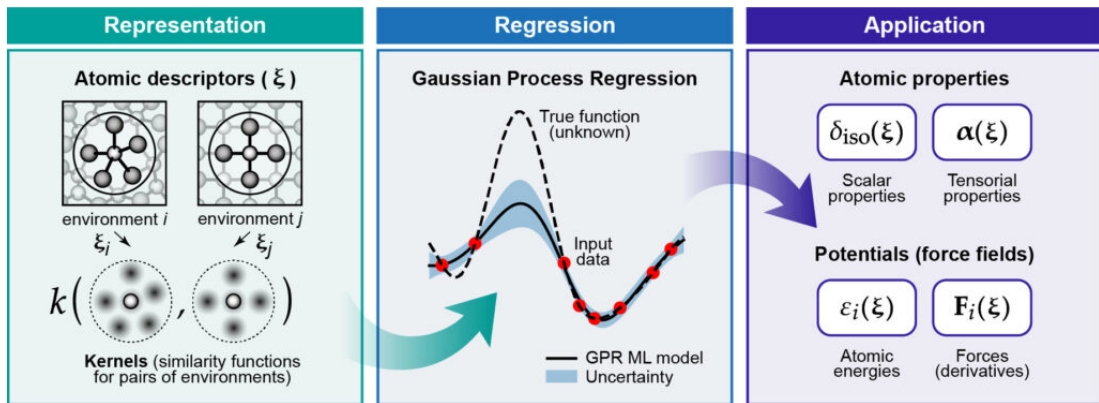 Representation
Atomic descriptors ( ξ )
environment i
environment j
ξi
ξj
k( , )
Kernels (similarity functions
for pairs of environments)
Regression
Gaussian Process Regression
True function
(unknown)
Input
data
GPR ML model
Uncertainty
Application
Atomic properties
δiso(ξ)
α(ξ)
Scalar
properties
Tensorial
properties
Potentials (force fields)
εi(ξ)
Fi(ξ)
Atomic
energies
Forces
(derivatives)